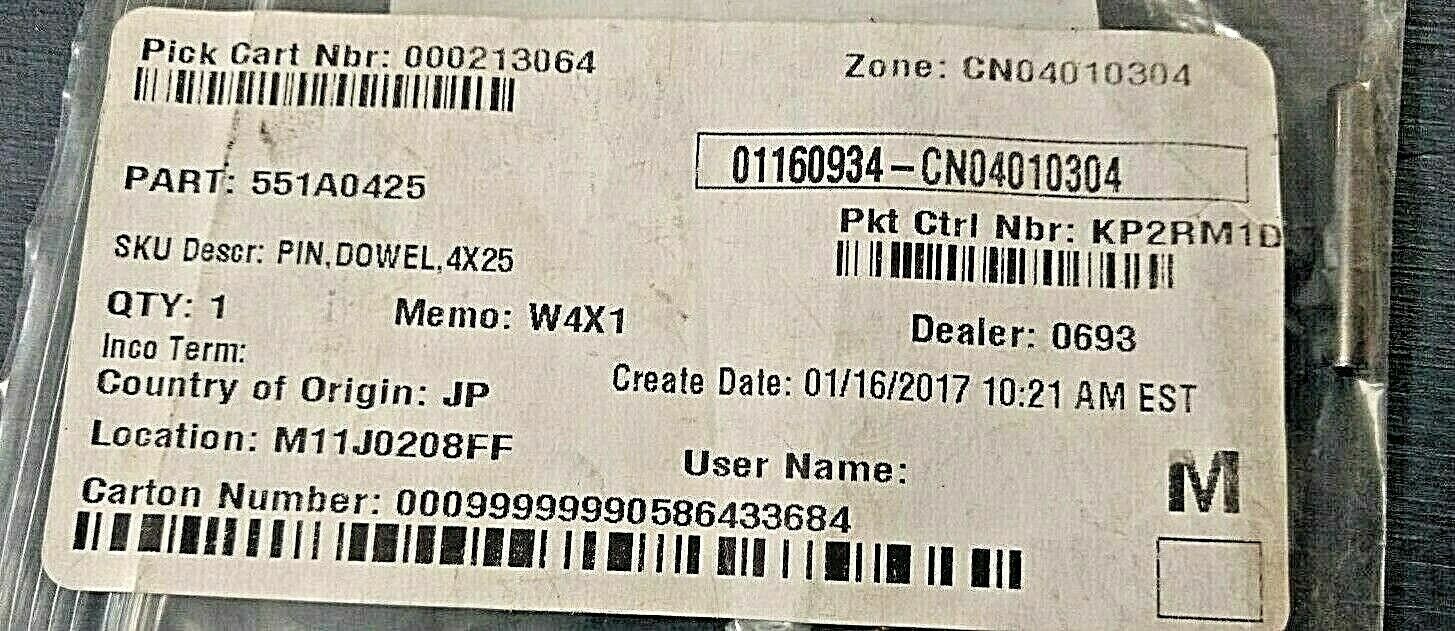 Pick Cart Nbr: 000213064
Zone: CN04010304
01160934-CN04010304
PART: 551A0425
Pkt Ctrl Nbr: KP2RM1D
SKU Descr: PIN,DOWEL,4X25
QTY: 1 Memo: W4X1
Dealer: 0693
Inco Term:
Country of Origin: JP
Create Date: 01/16/2017 10:21 AM EST
Location: M11J0208FF
User Name:
M
Carton Number: 00099999990586433684